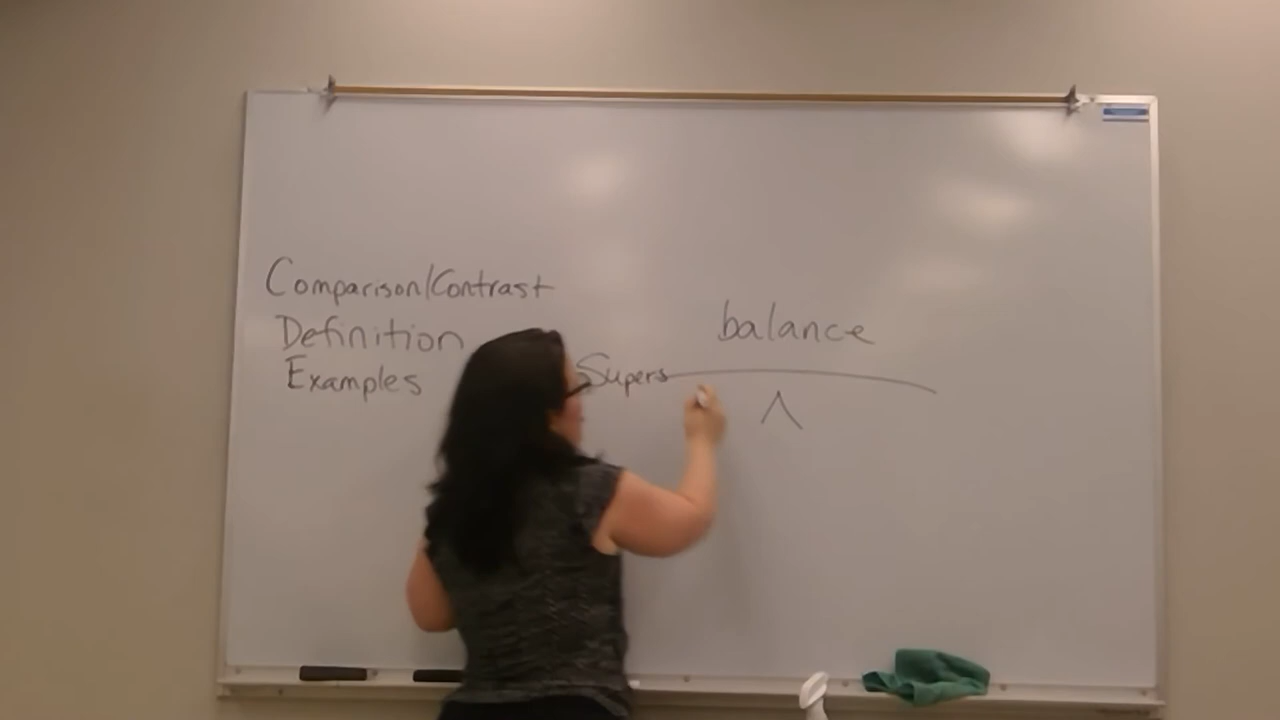 Comparison/Contrast
Definition
Examples
balance
Supers